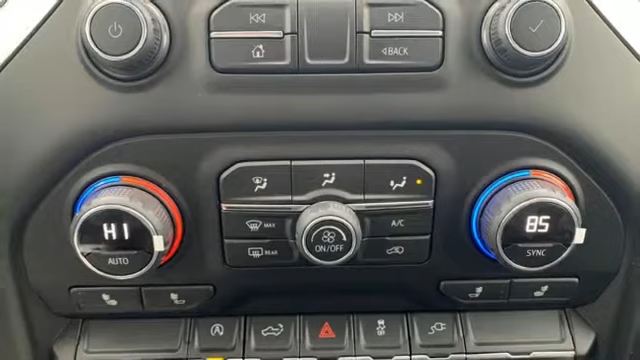 BACK
MAX
A/C
HI
AUTO
ON/OFF
REAR
85
SYNC